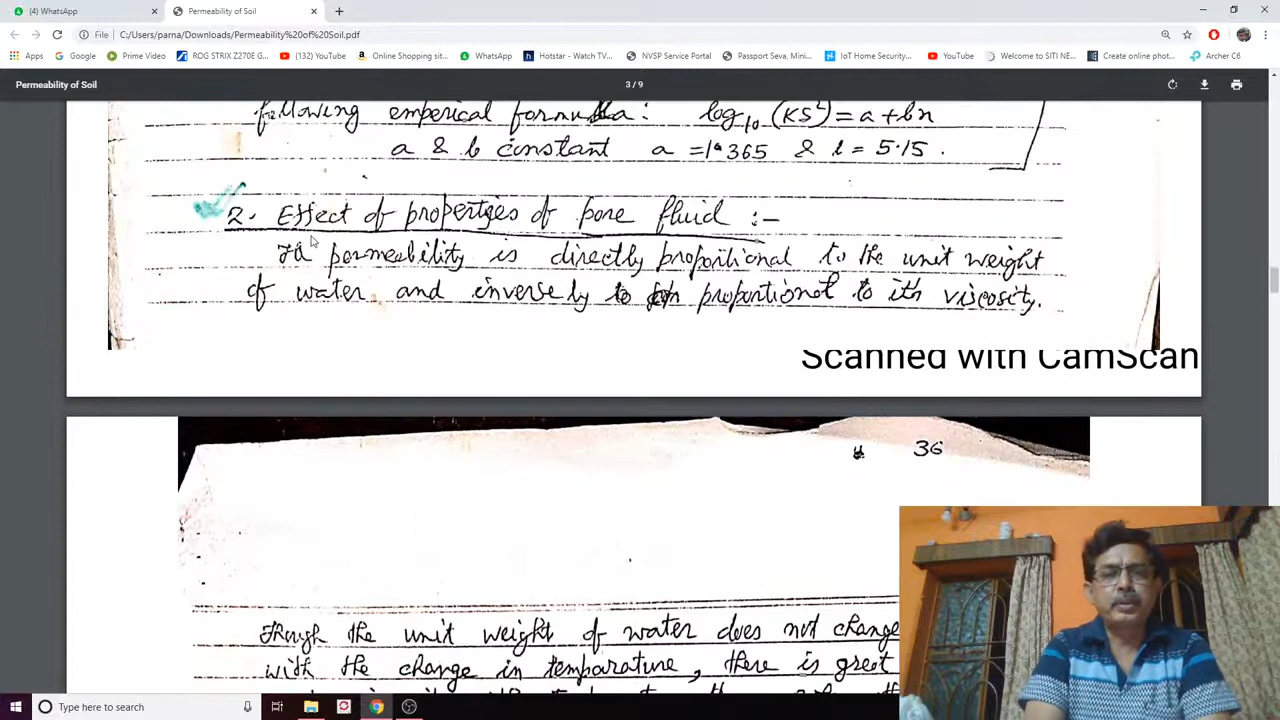 (4) WhatsApp
Permeability of Soil
File
C:/Users/parna/Downloads/Permeability%20of%20Soil.pdf
Apps
YouTube
Prime Video
ROG STRIX Z270E G...
(132) YouTube
Online Shopping sit...
WhatsApp
Hotstar - Watch TV...
NVSP Service Portal
Passport Seva, Mini...
IoT Home Security...
YouTube
Welcome to SITI NE...
Create online phot...
Archer C6
Permeability of Soil
3 / 9
following emperical formula : log10 (KS²) = a + bn
a & b constant a = 1.365 & b = 5.15 .
2. Effect of properties of pore fluid :-
permeability is directly proportional to the unit weight
of water and inversely to proportional to its viscosity.
Scanned with CamScan
36
Though the unit weight of water does not change
with the change in temparature, there is great
Type here to search